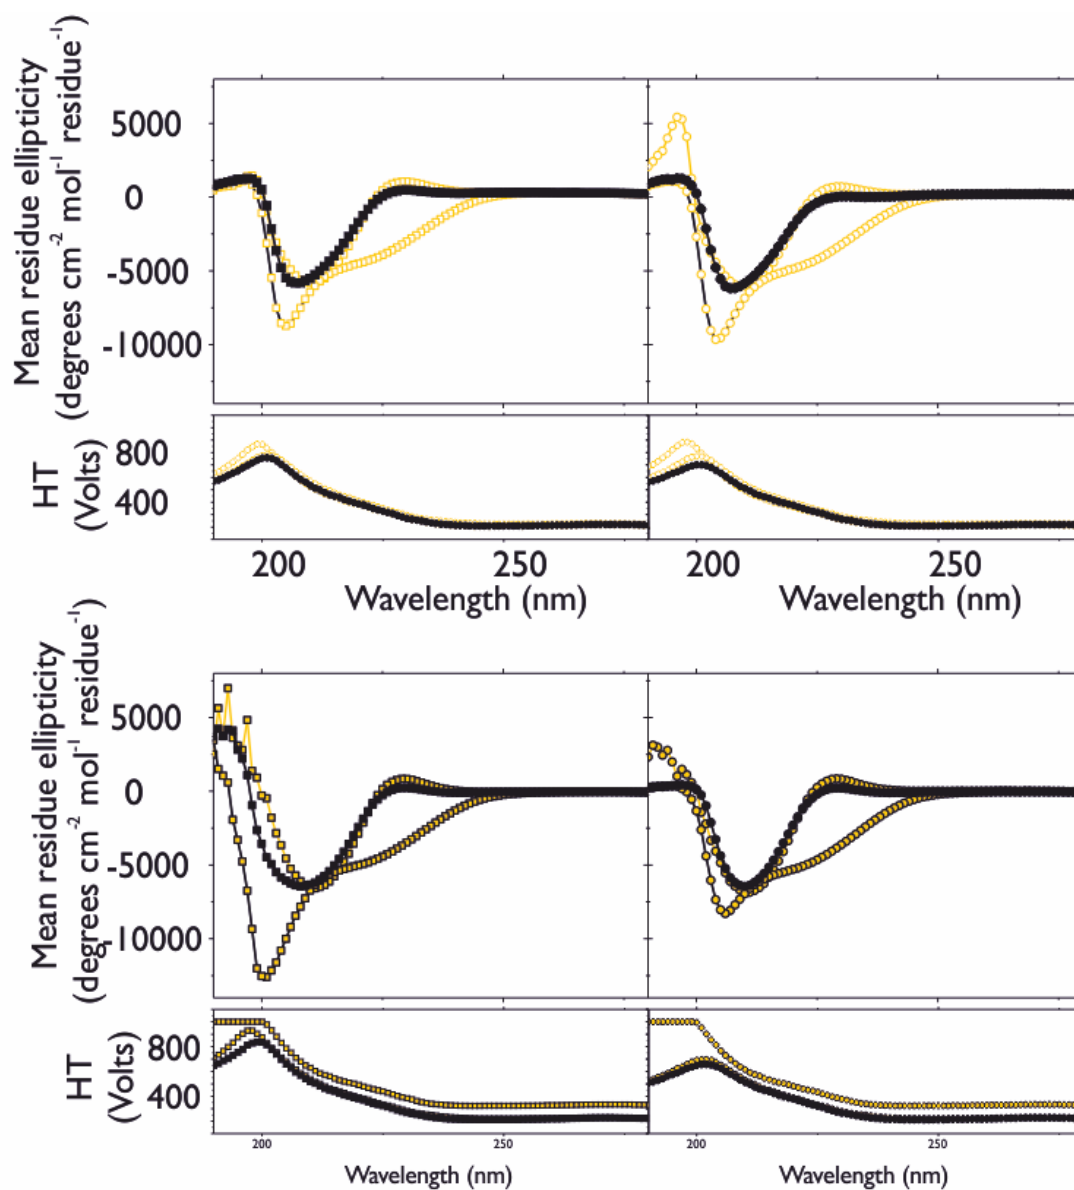 Mean residue ellipticity
(degrees cm⁻² mol⁻¹ residue⁻¹)
5000
0
-5000
-10000
HT
(Volts)
800
400
200
250
200
250
Wavelength (nm)
Wavelength (nm)
Mean residue ellipticity
(degrees cm⁻² mol⁻¹ residue⁻¹)
5000
0
-5000
-10000
HT
(Volts)
800
400
200
250
200
250
Wavelength (nm)
Wavelength (nm)